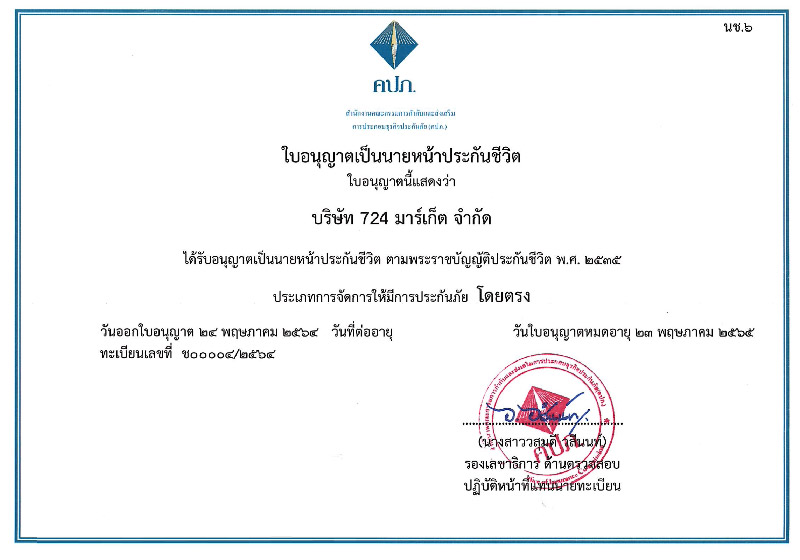 นช.๖
คปภ.
สำนักงานคณะกรรมการกำกับและส่งเสริม
การประกอบธุรกิจประกันภัย (คปภ.)
ใบอนุญาตเป็นนายหน้าประกันชีวิต
ใบอนุญาตนี้แสดงว่า
บริษัท 724 มาร์เก็ต จำกัด
ได้รับอนุญาตเป็นนายหน้าประกันชีวิต ตามพระราชบัญญัติประกันชีวิต พ.ศ. ๒๕๓๕
ประเภทการจัดการให้มีการประกันภัย โดยตรง
วันออกใบอนุญาต ๒๔ พฤษภาคม ๒๕๖๔ วันที่ต่ออายุ วันใบอนุญาตหมดอายุ ๒๓ พฤษภาคม ๒๕๖๕
ทะเบียนเลขที่ ช๐๐๐๐๔/๒๕๖๔
คปภ.
(นางสาววสุมดี วสีนนท์)
รองเลขาธิการ ด้านตรวจสอบ
ปฏิบัติหน้าที่แทนนายทะเบียน